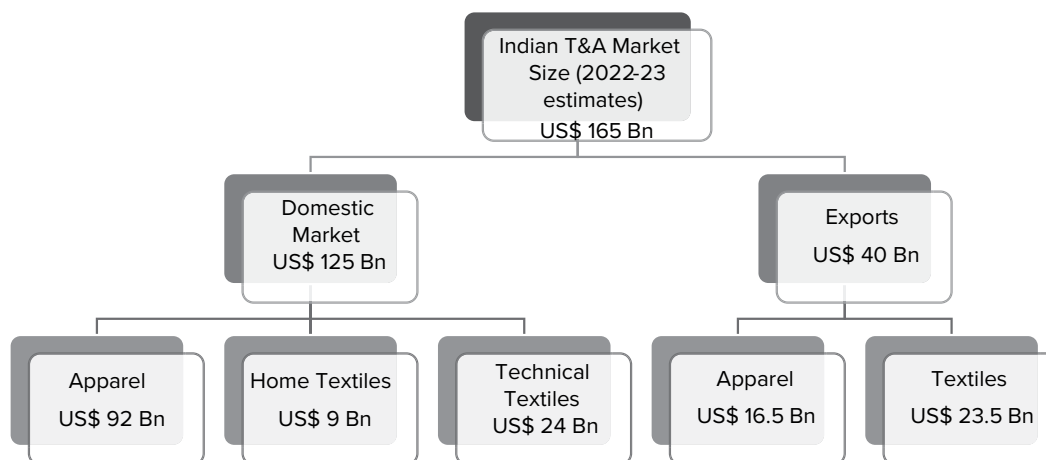 Indian T&A Market
Size (2022-23
estimates)
US$ 165 Bn
Domestic
Market
US$ 125 Bn
Exports
US$ 40 Bn
Apparel
US$ 92 Bn
Home Textiles
US$ 9 Bn
Technical
Textiles
US$ 24 Bn
Apparel
US$ 16.5 Bn
Textiles
US$ 23.5 Bn